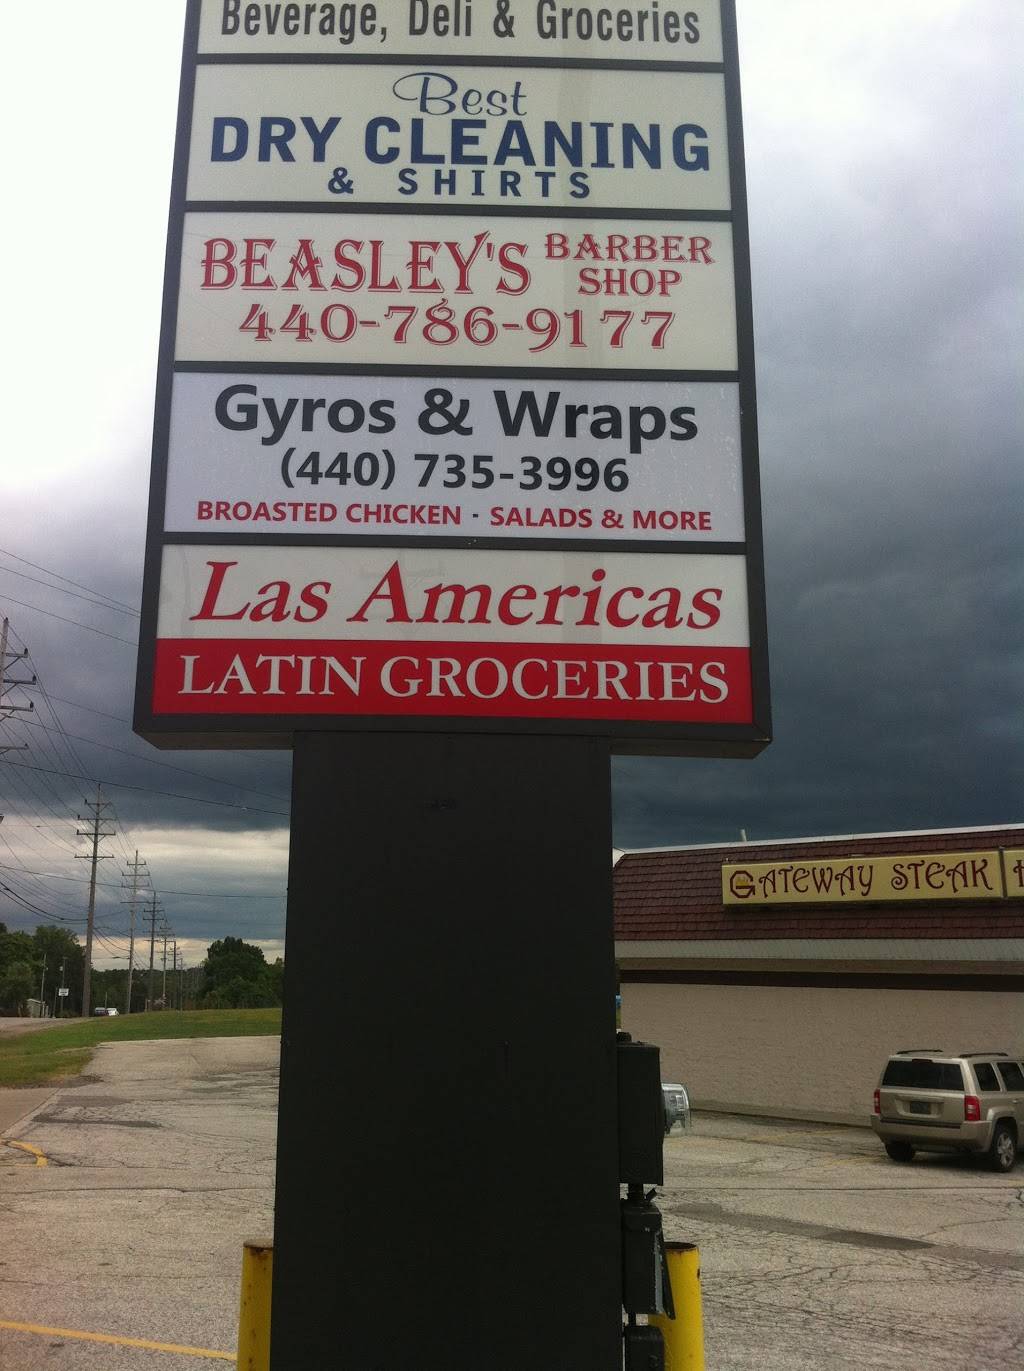 Beverage, Deli & Groceries
Best
DRY CLEANING
& SHIRTS
BEASLEY'S BARBER SHOP
440-786-9177
Gyros & Wraps
(440) 735-3996
BROASTED CHICKEN · SALADS & MORE
Las Americas
LATIN GROCERIES
GATEWAY STEAK